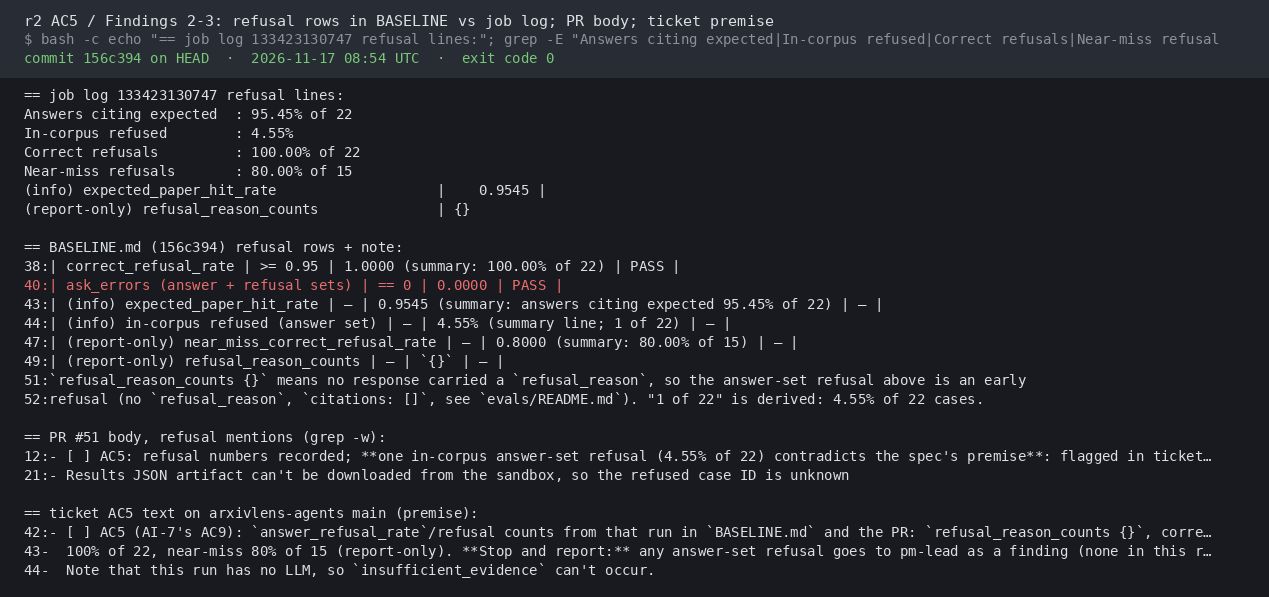 r2 AC5 / Findings 2-3: refusal rows in BASELINE vs job log; PR body; ticket premise
$ bash -c echo "== job log 133423130747 refusal lines:"; grep -E "Answers citing expected|In-corpus refused|Correct refusals|Near-miss refusal
commit 156c394 on HEAD · 2026-11-17 08:54 UTC · exit code 0
== job log 133423130747 refusal lines:
Answers citing expected : 95.45% of 22
In-corpus refused : 4.55%
Correct refusals : 100.00% of 22
Near-miss refusals : 80.00% of 15
(info) expected_paper_hit_rate | 0.9545 |
(report-only) refusal_reason_counts | {}
== BASELINE.md (156c394) refusal rows + note:
38:| correct_refusal_rate | >= 0.95 | 1.0000 (summary: 100.00% of 22) | PASS |
40:| ask_errors (answer + refusal sets) | == 0 | 0.0000 | PASS |
43:| (info) expected_paper_hit_rate | — | 0.9545 (summary: answers citing expected 95.45% of 22) | — |
44:| (info) in-corpus refused (answer set) | — | 4.55% (summary line; 1 of 22) | — |
47:| (report-only) near_miss_correct_refusal_rate | — | 0.8000 (summary: 80.00% of 15) | — |
49:| (report-only) refusal_reason_counts | — | `{}` | — |
51:`refusal_reason_counts {}` means no response carried a `refusal_reason`, so the answer-set refusal above is an early
52:refusal (no `refusal_reason`, `citations: []`, see `evals/README.md`). "1 of 22" is derived: 4.55% of 22 cases.
== PR #51 body, refusal mentions (grep -w):
12:- [ ] AC5: refusal numbers recorded; **one in-corpus answer-set refusal (4.55% of 22) contradicts the spec's premise**: flagged in ticket…
21:- Results JSON artifact can't be downloaded from the sandbox, so the refused case ID is unknown
== ticket AC5 text on arxivlens-agents main (premise):
42:- [ ] AC5 (AI-7's AC9): `answer_refusal_rate`/refusal counts from that run in `BASELINE.md` and the PR: `refusal_reason_counts {}`, corre…
43-  100% of 22, near-miss 80% of 15 (report-only). **Stop and report:** any answer-set refusal goes to pm-lead as a finding (none in this r…
44-  Note that this run has no LLM, so `insufficient_evidence` can't occur.